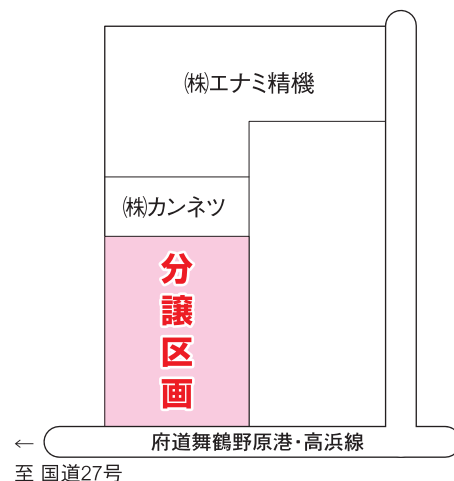 ㈱エナミ精機
㈱カンネツ
分譲区画
府道舞鶴野原港･高浜線
←
至 国道27号